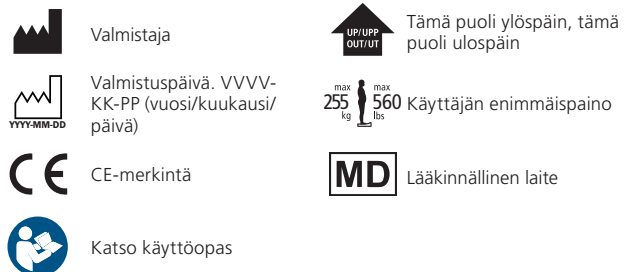 Valmistaja
YYYY-MM-DD
Valmistuspäivä. VVVV-
KK-PP (vuosi/kuukausi/
päivä)
CE
CE-merkintä
Katso käyttöopas
UP/UPP
OUT/UT
Tämä puoli ylöspäin, tämä
puoli ulospäin
max
255
kg
max
560
lbs
Käyttäjän enimmäispaino
MD
Lääkinnällinen laite